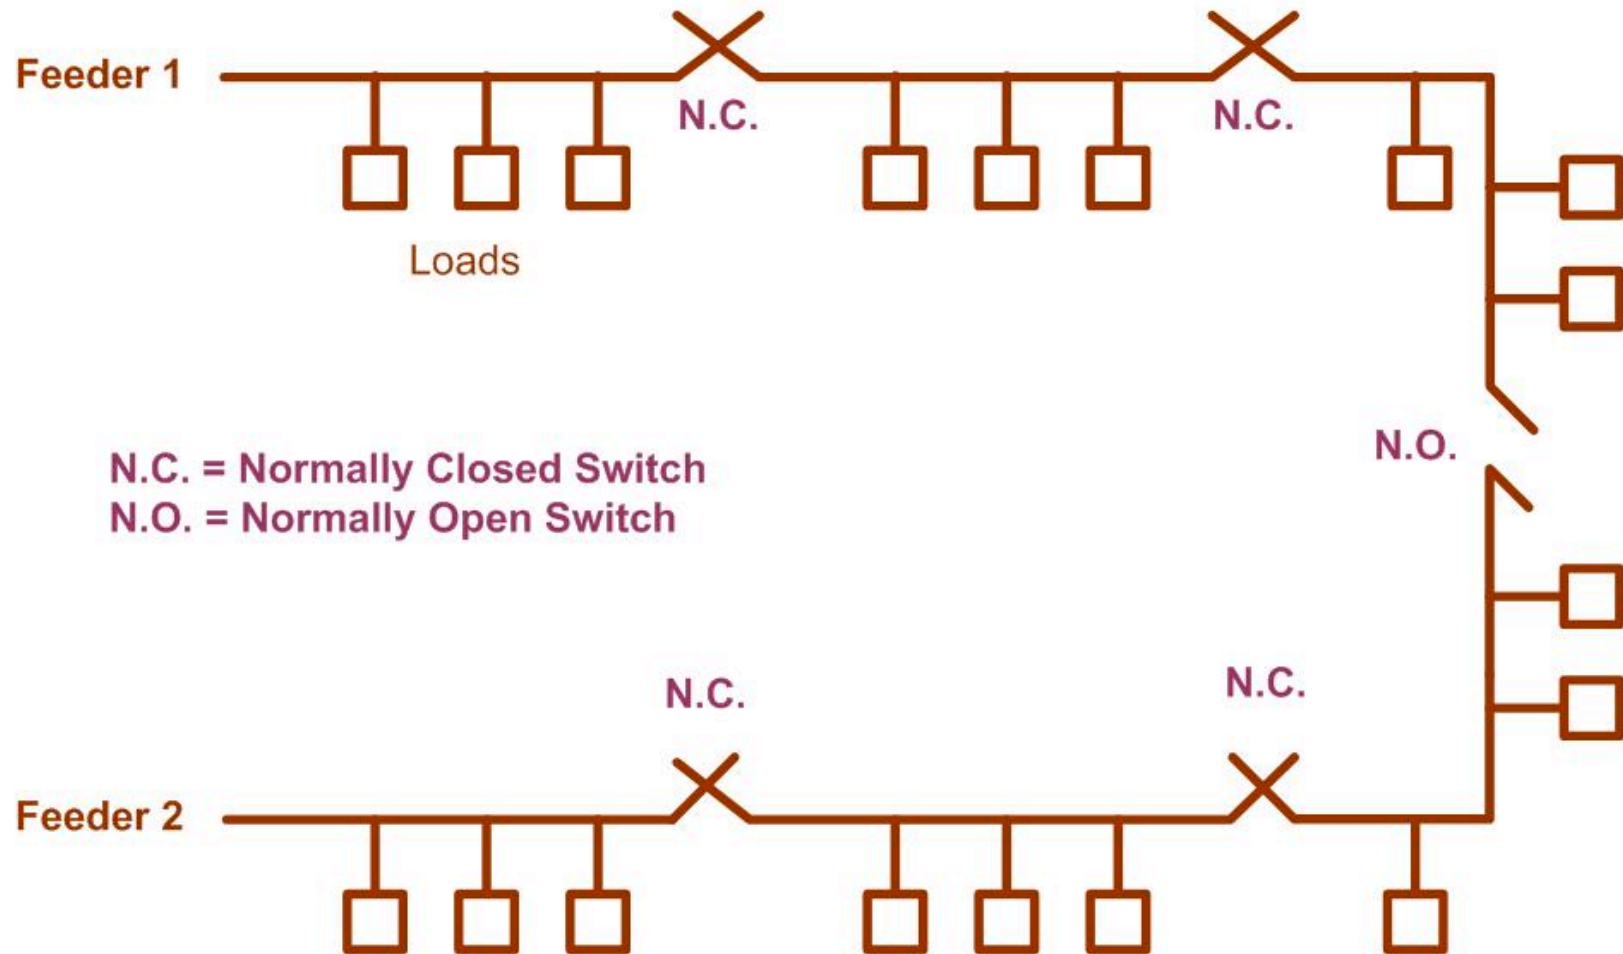 Feeder 1
N.C.
N.C.
Loads
N.O.
N.C. = Normally Closed Switch
N.O. = Normally Open Switch
N.C.
N.C.
Feeder 2